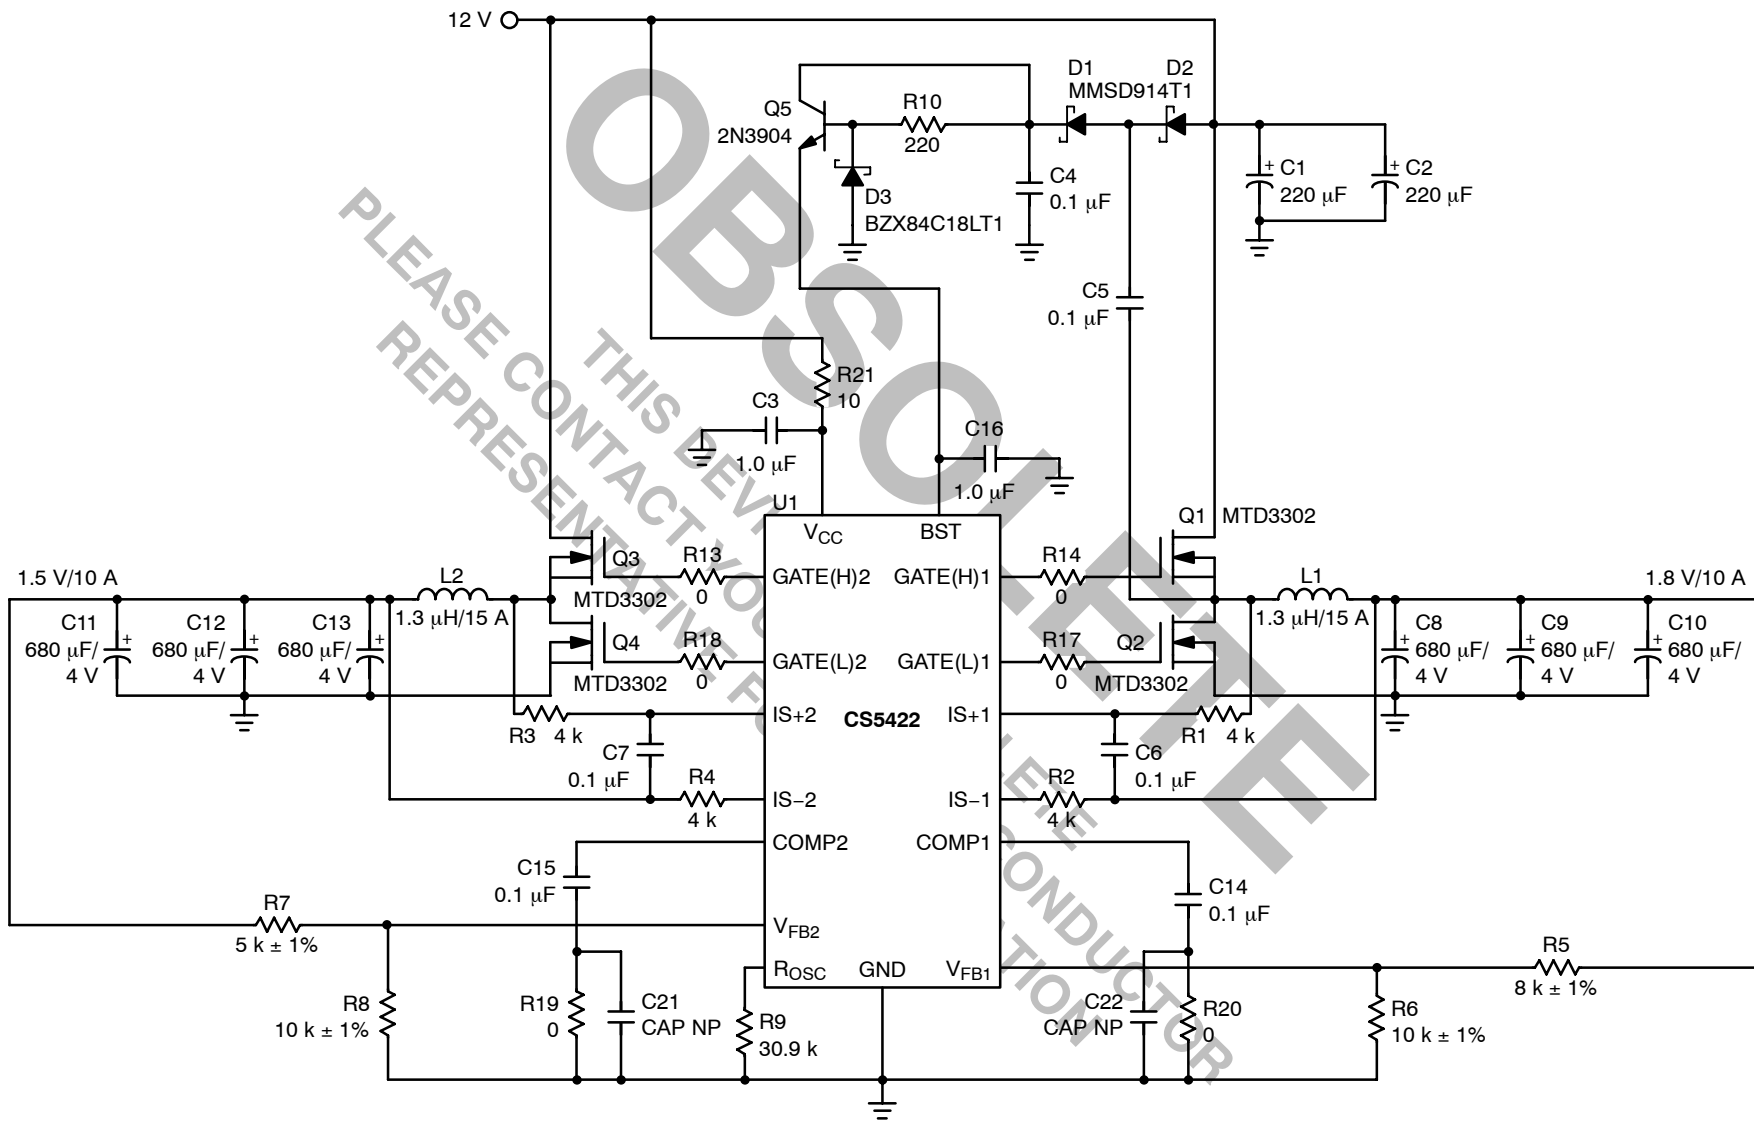 12 V
D1
D2
MMSD914T1
Q5
2N3904
R10
220
C1
220 μF
C2
220 μF
C4
0.1 μF
D3
BZX84C18LT1
C5
0.1 μF
R21
10
C3
1.0 μF
C16
1.0 μF
U1
VCC
BST
Q1
MTD3302
Q3
MTD3302
R13
0
GATE(H)2
GATE(H)1
R14
0
1.5 V/10 A
L2
1.3 μH/15 A
L1
1.3 μH/15 A
1.8 V/10 A
C11
680 μF/
4 V
C12
680 μF/
4 V
C13
680 μF/
4 V
Q4
MTD3302
R18
0
GATE(L)2
GATE(L)1
R17
0
Q2
MTD3302
C8
680 μF/
4 V
C9
680 μF/
4 V
C10
680 μF/
4 V
R3
4 k
IS+2
CS5422
IS+1
R1
4 k
C7
0.1 μF
C6
0.1 μF
R4
4 k
IS−2
IS−1
R2
4 k
COMP2
COMP1
C15
0.1 μF
C14
0.1 μF
R7
5 k ± 1%
VFB2
ROSC
GND
VFB1
R5
8 k ± 1%
R8
10 k ± 1%
R19
0
C21
CAP NP
R9
30.9 k
C22
CAP NP
R20
0
R6
10 k ± 1%
OBSOLETE
THIS DEVI
LETE
PLEASE CONTACT YO
CONDUCTOR
REPRESENTATIVE FO
ATION